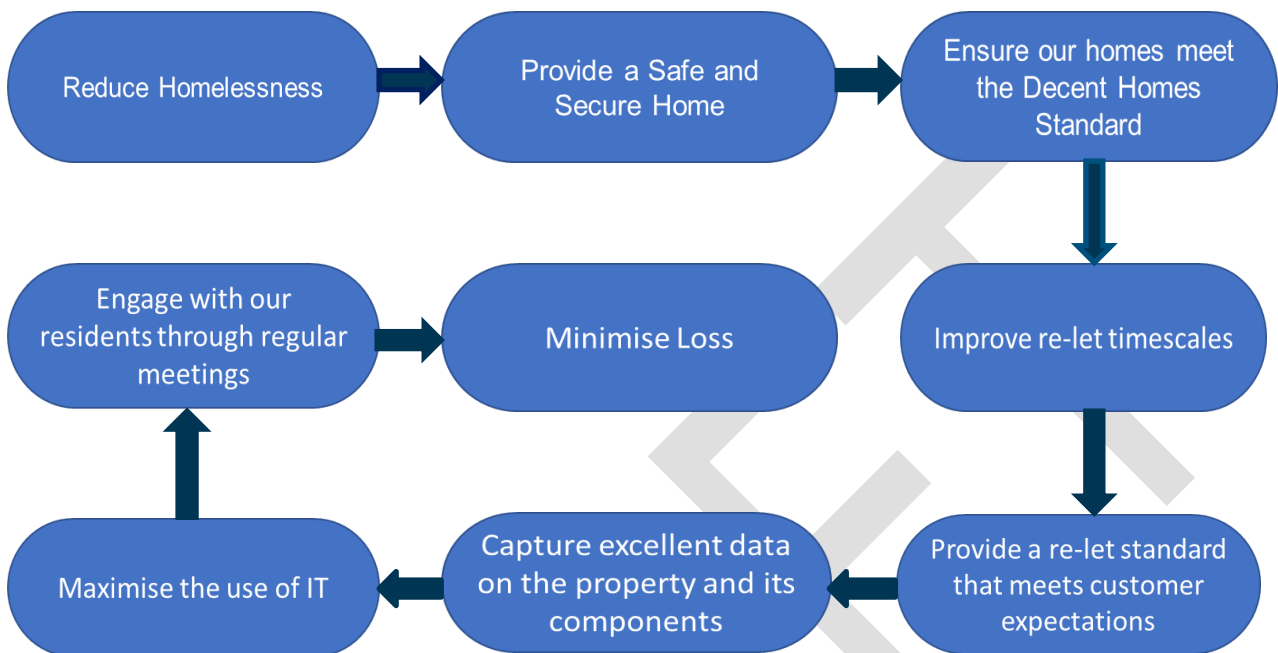 Reduce Homelessness
Provide a Safe and
Secure Home
Ensure our homes meet
the Decent Homes
Standard
Improve re-let timescales
Provide a re-let standard
that meets customer
expectations
Capture excellent data
on the property and its
components
Maximise the use of IT
Engage with our
residents through regular
meetings
Minimise Loss